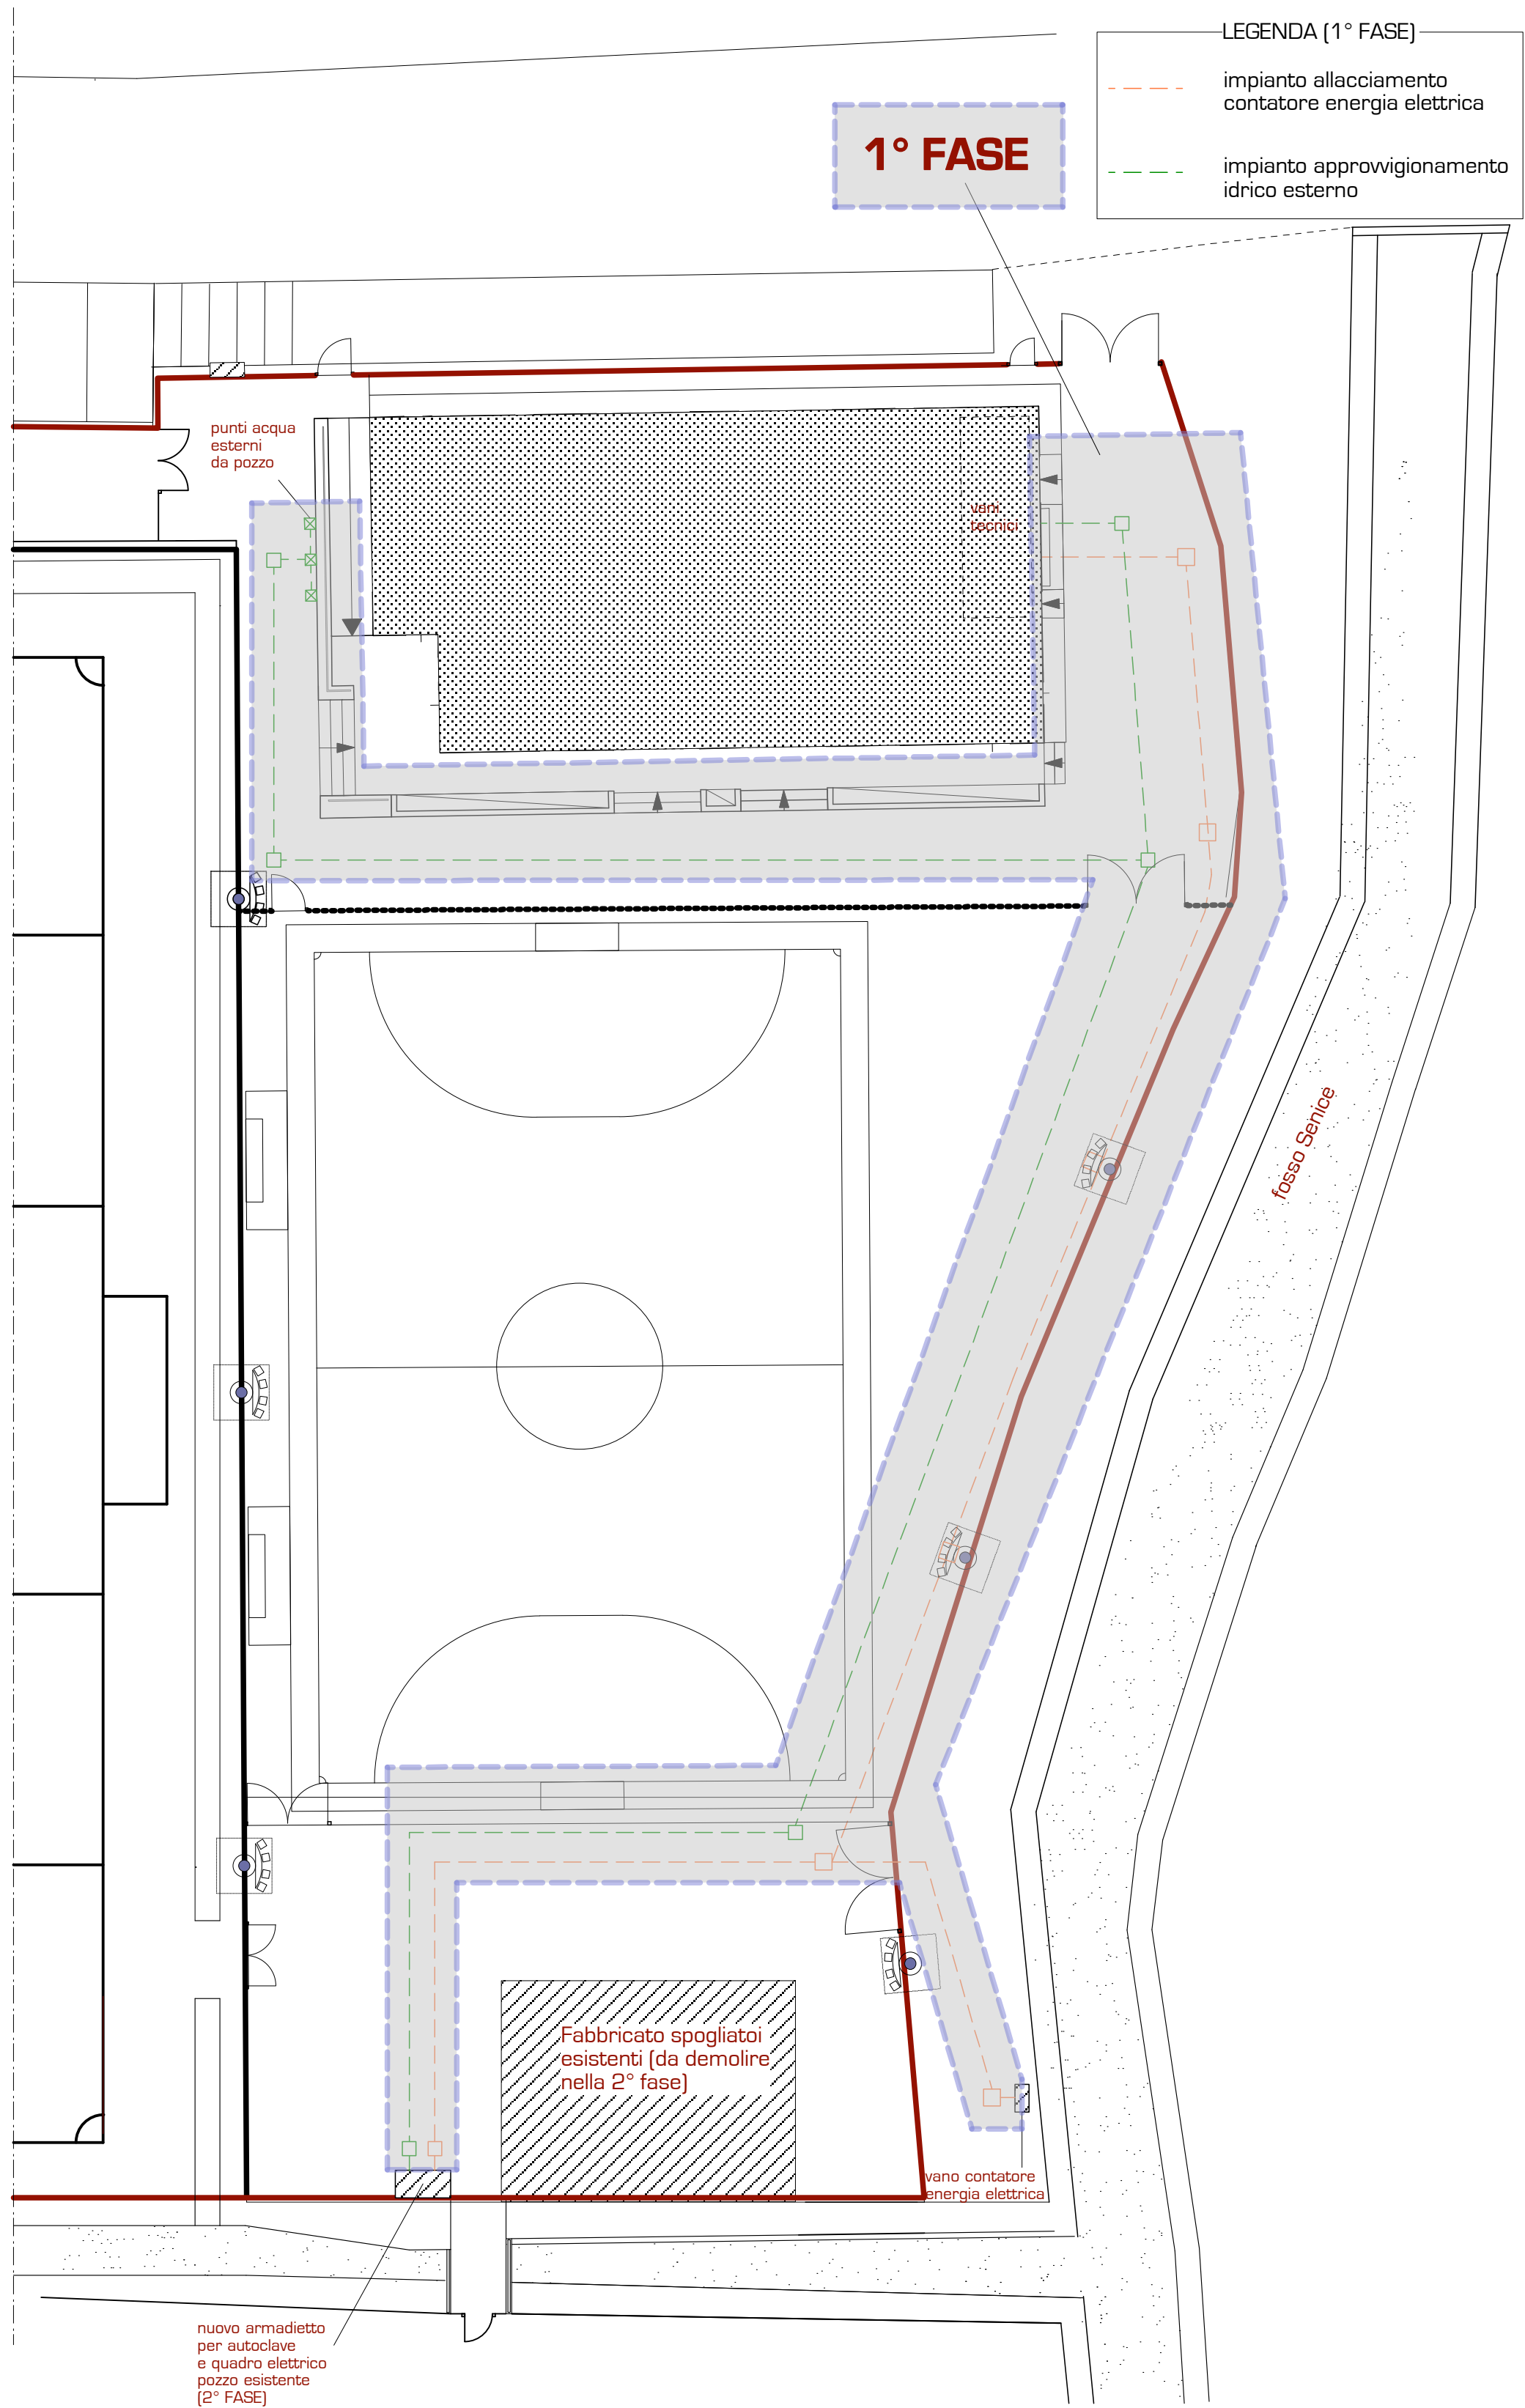 LEGENDA (1° FASE)
impianto allacciamento
contatore energia elettrica
impianto approvvigionamento
idrico esterno
1° FASE
punti acqua
esterni
da pozzo
vani
tecnici
fosso Senice
Fabbricato spogliatoi
esistenti (da demolire
nella 2° fase)
vano contatore
energia elettrica
nuovo armadietto
per autoclave
e quadro elettrico
pozzo esistente
(2° FASE)